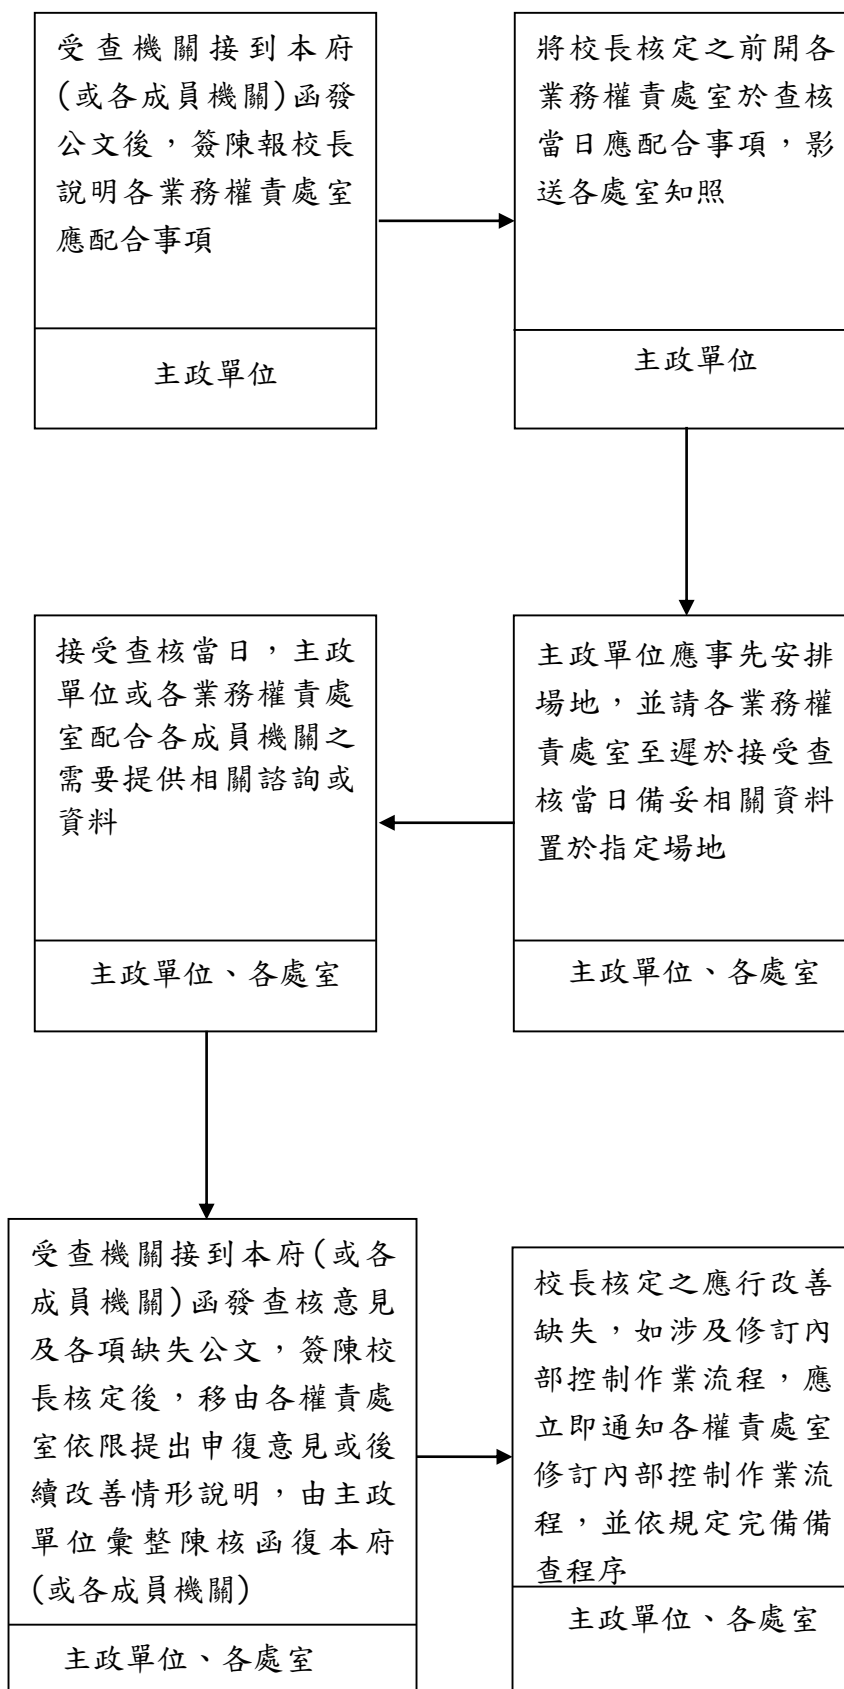 受查機關接到本府
(或各成員機關)函發
公文後，簽陳報校長
說明各業務權責處室
應配合事項
主政單位
將校長核定之前開各
業務權責處室於查核
當日應配合事項，影
送各處室知照
主政單位
主政單位應事先安排
場地，並請各業務權
責處室至遲於接受查
核當日備妥相關資料
置於指定場地
主政單位、各處室
接受查核當日，主政
單位或各業務權責處
室配合各成員機關之
需要提供相關諮詢或
資料
主政單位、各處室
受查機關接到本府(或各
成員機關)函發查核意見
及各項缺失公文，簽陳校
長核定後，移由各權責處
室依限提出申復意見或後
續改善情形說明，由主政
單位彙整陳核函復本府
(或各成員機關)
主政單位、各處室
校長核定之應行改善
缺失，如涉及修訂內
部控制作業流程，應
立即通知各權責處室
修訂內部控制作業流
程，並依規定完備備
查程序
主政單位、各處室